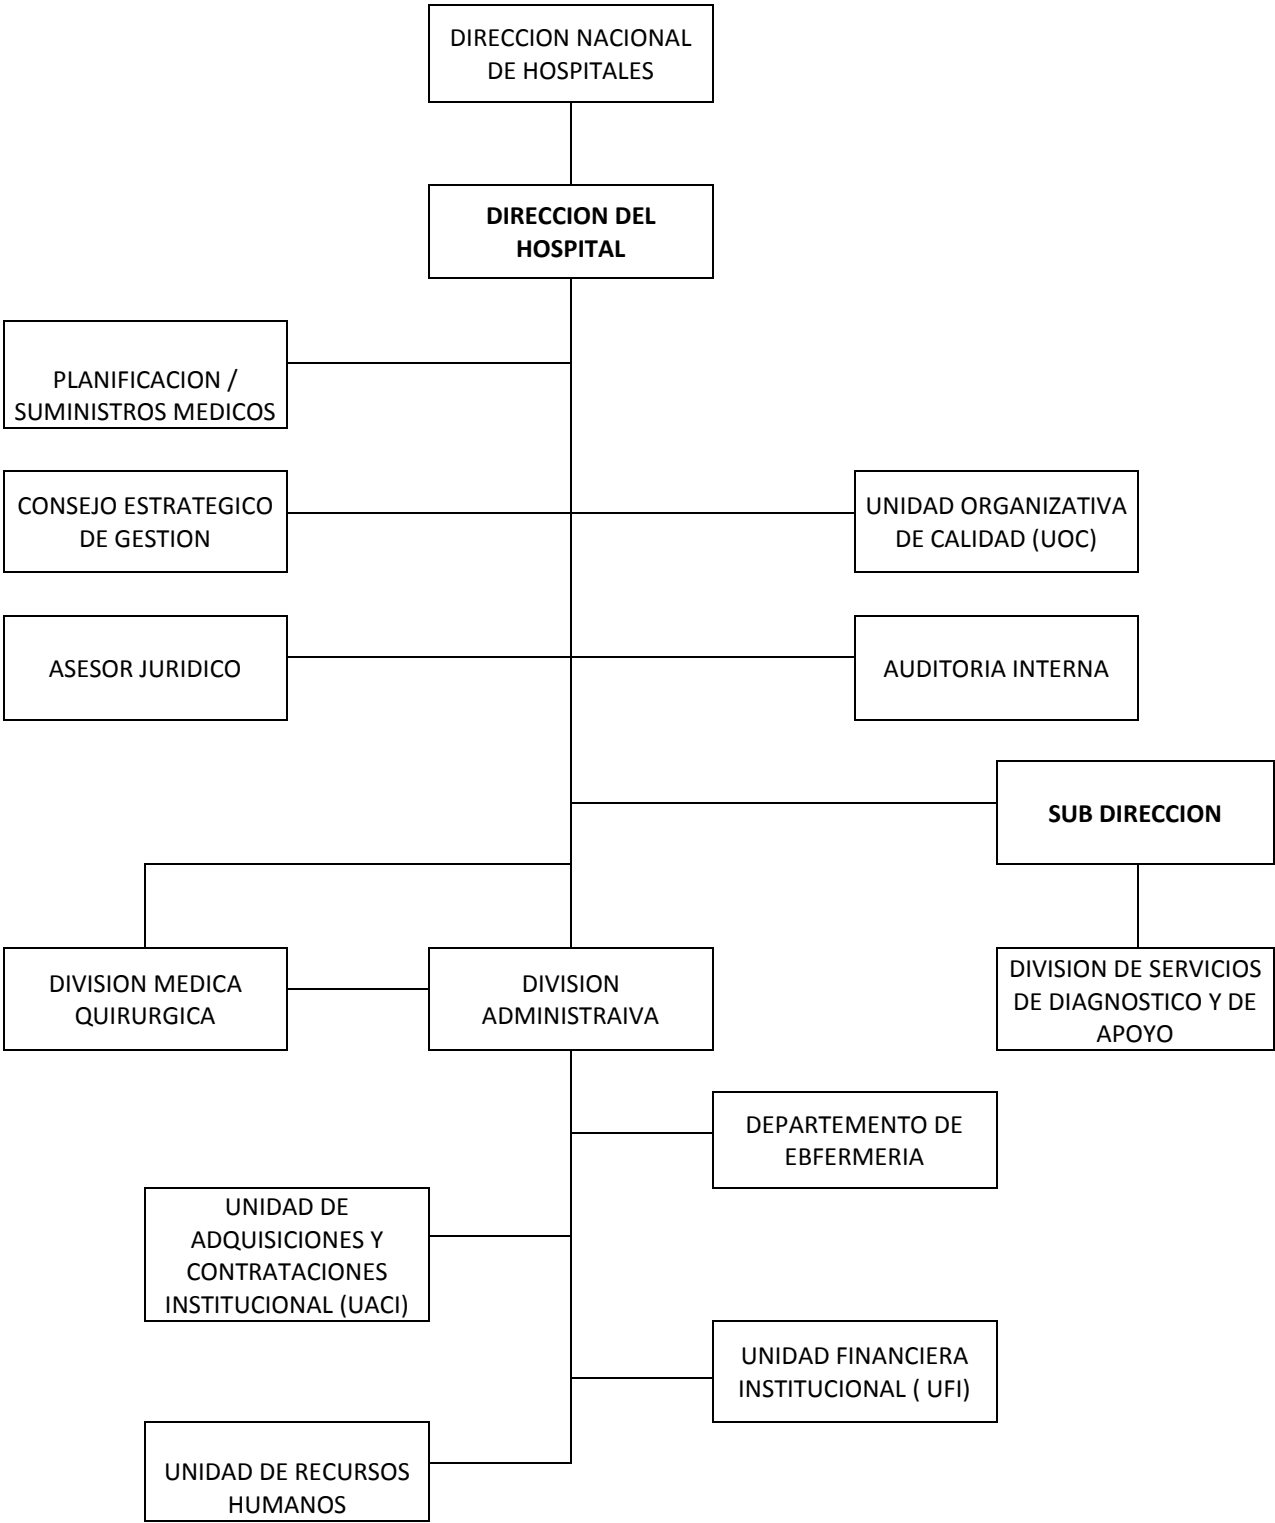 DIRECCION NACIONAL
DE HOSPITALES
DIRECCION DEL
HOSPITAL
PLANIFICACION /
SUMINISTROS MEDICOS
CONSEJO ESTRATEGICO
DE GESTION
UNIDAD ORGANIZATIVA
DE CALIDAD (UOC)
ASESOR JURIDICO
AUDITORIA INTERNA
SUB DIRECCION
DIVISION MEDICA
QUIRURGICA
DIVISION
ADMINISTRAIVA
DIVISION DE SERVICIOS
DE DIAGNOSTICO Y DE
APOYO
DEPARTEMENTO DE
EBFERMERIA
UNIDAD DE
ADQUISICIONES Y
CONTRATACIONES
INSTITUCIONAL (UACI)
UNIDAD FINANCIERA
INSTITUCIONAL ( UFI)
UNIDAD DE RECURSOS
HUMANOS